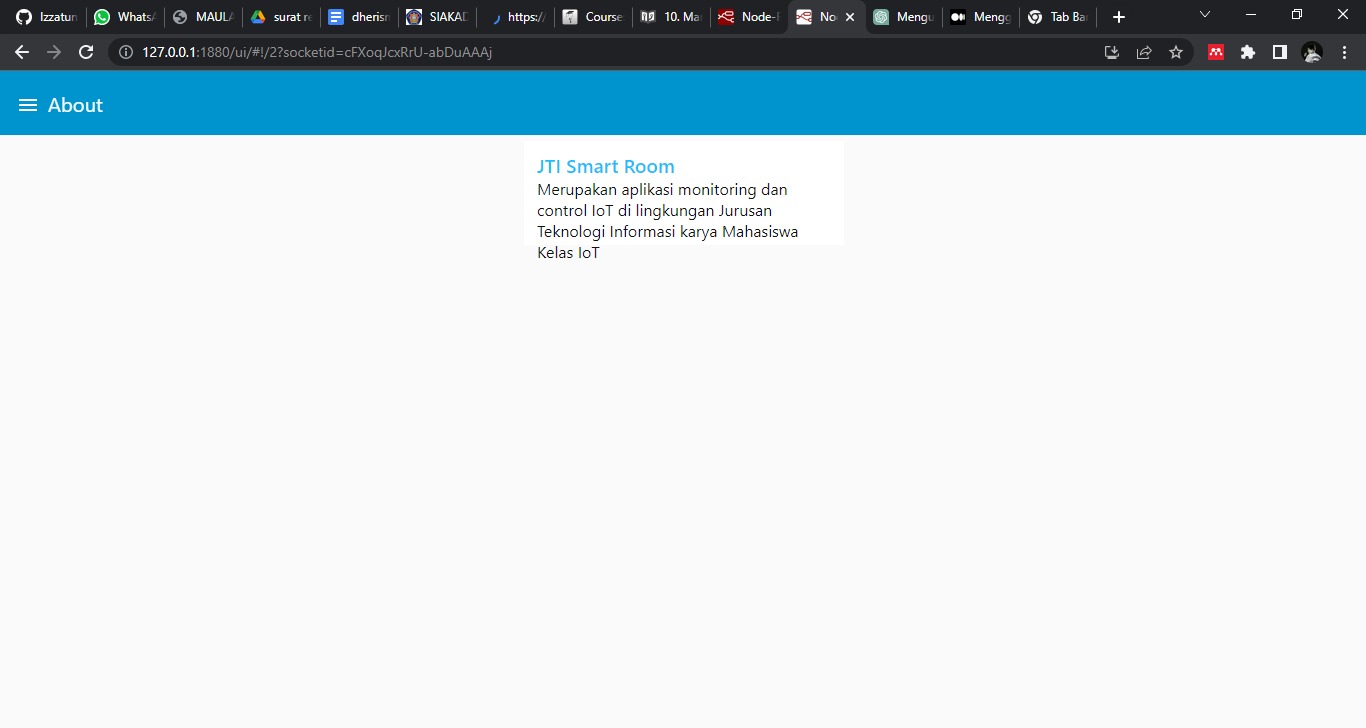 Izzatun
Whats
MAUL
surat re
dherisn
SIAKAD
https:/
Course
10. Ma
Node-
No
Mengu
Mengg
Tab Ba
127.0.0.1:1880/ui/#!/2?socketid=cFXoqJcxRrU-abDuAAAj
About
JTI Smart Room
Merupakan aplikasi monitoring dan
control IoT di lingkungan Jurusan
Teknologi Informasi karya Mahasiswa
Kelas IoT